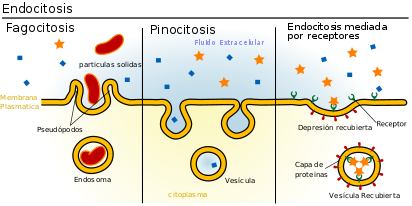 Endocitosis
Fagocitosis
Pinocitosis
Endocitosis mediada
por receptores
Fluido Extracelular
particulas solidas
Membrana
Plasmatica
Pseudópodos
Depresión recubierta
Receptor
Endosoma
citoplasma
Vesícula
Capa de
proteinas
Vesícula Recubierta